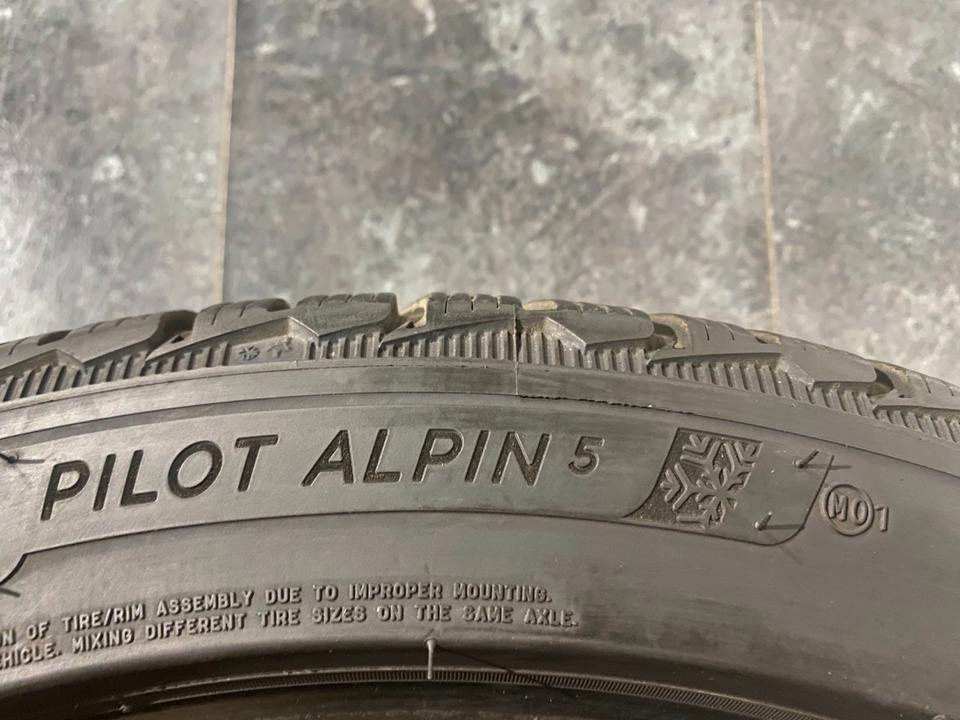 PILOT ALPIN 5
MO1
OF TIRE/RIM ASSEMBLY DUE TO IMPROPER MOUNTING.
MIXING DIFFERENT TIRE SIZES ON THE SAME AXLE.